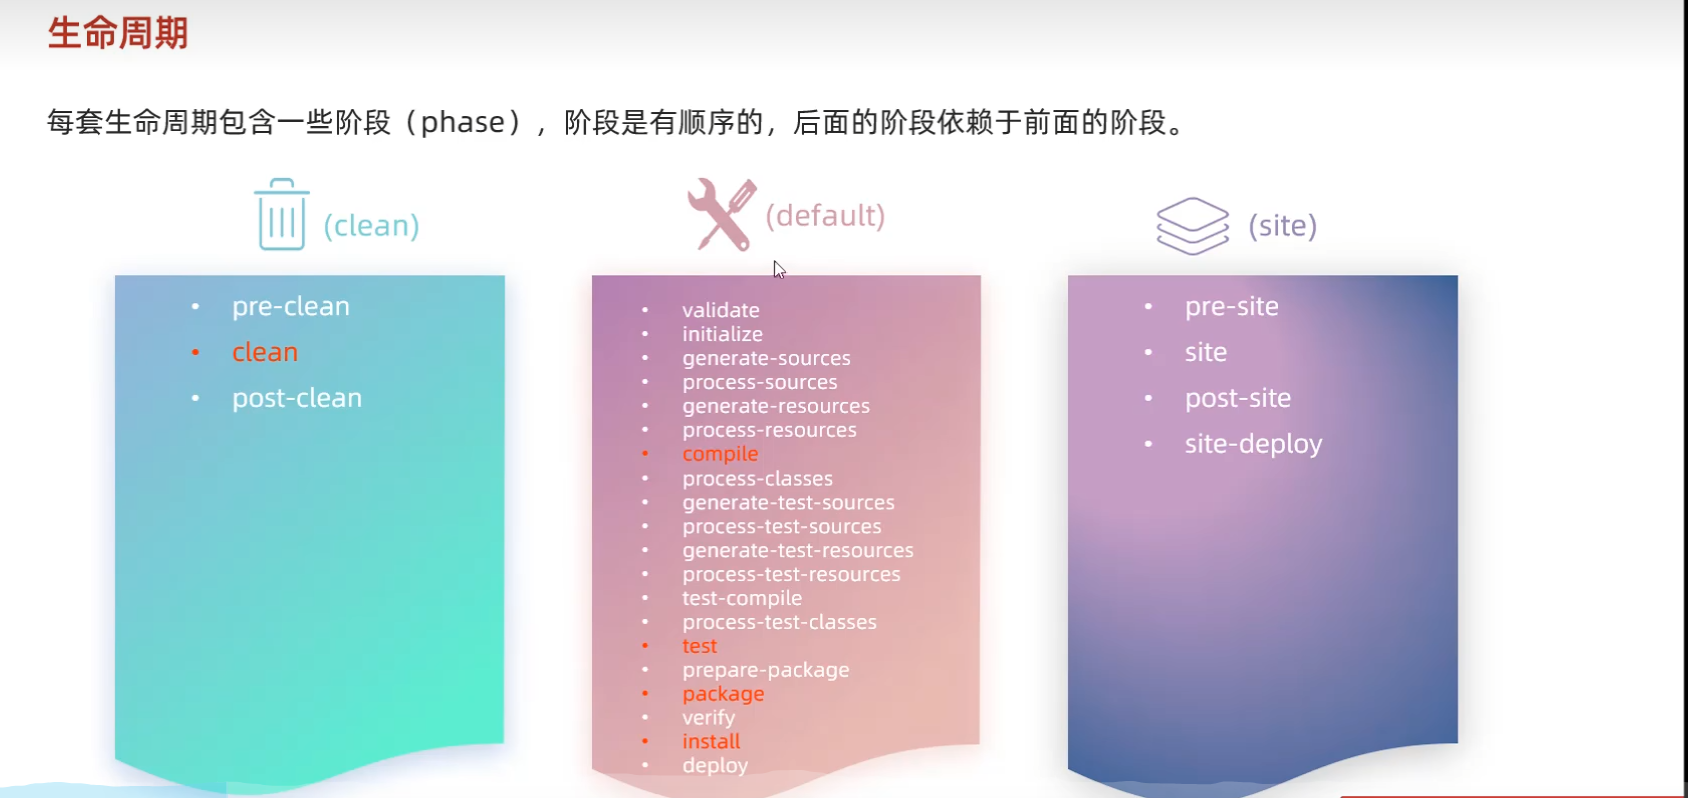 生命周期
每套生命周期包含一些阶段（phase），阶段是有顺序的，后面的阶段依赖于前面的阶段。
(clean)
• pre-clean
• clean
• post-clean
(default)
• validate
• initialize
• generate-sources
• process-sources
• generate-resources
• process-resources
• compile
• process-classes
• generate-test-sources
• process-test-sources
• generate-test-resources
• process-test-resources
• test-compile
• process-test-classes
• test
• prepare-package
• package
• verify
• install
• deploy
(site)
• pre-site
• site
• post-site
• site-deploy